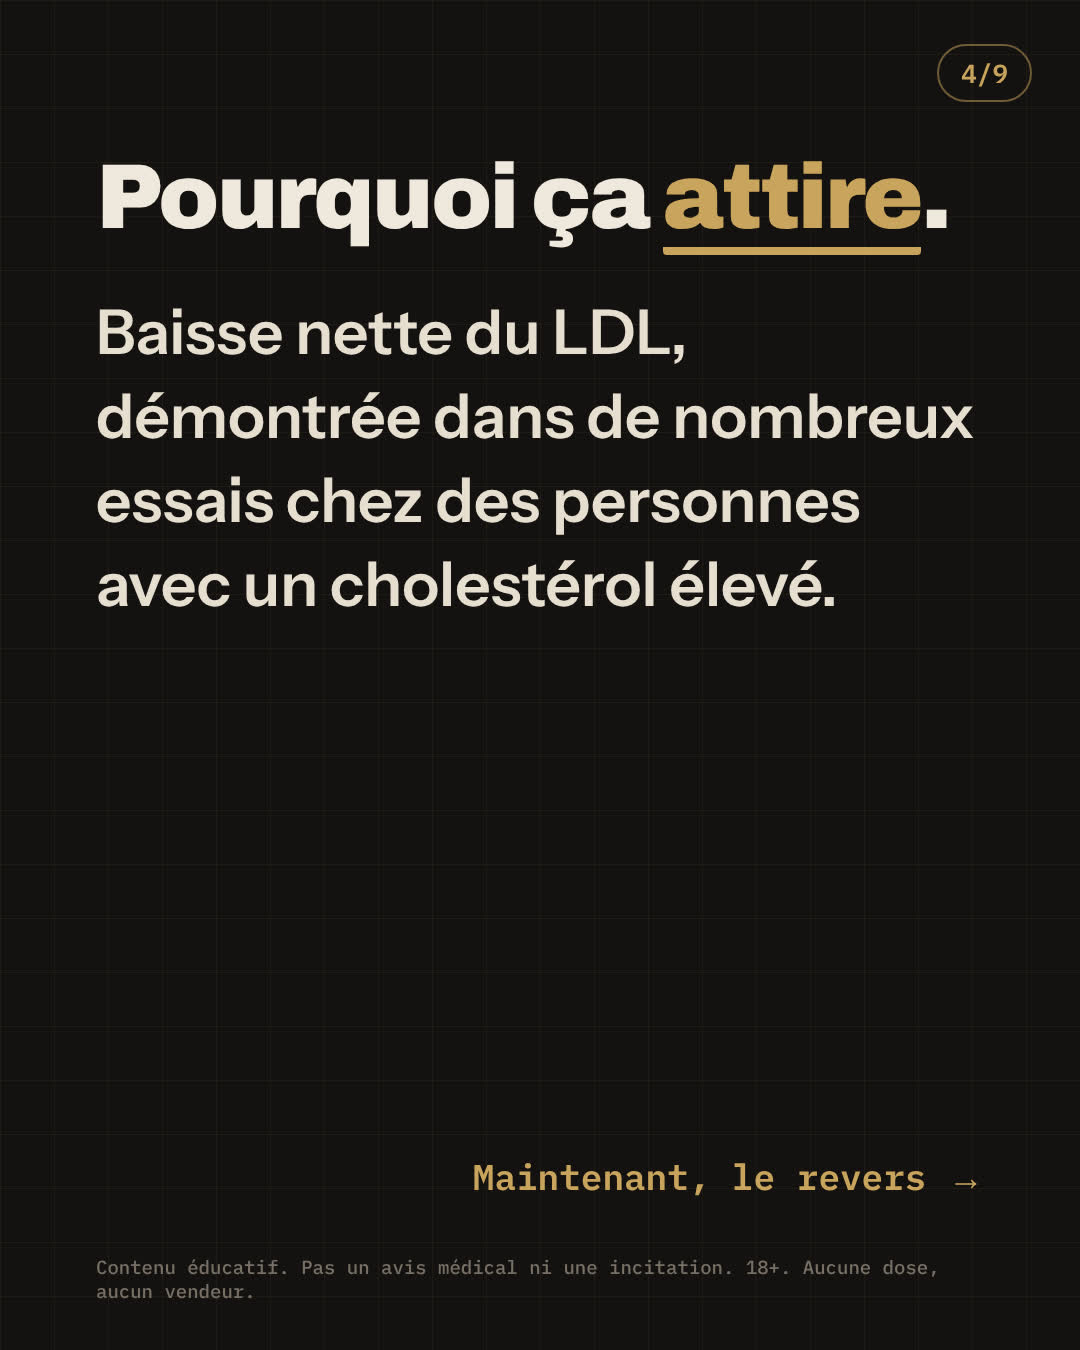 4/9
Pourquoi ça attire.
Baisse nette du LDL,
démontrée dans de nombreux
essais chez des personnes
avec un cholestérol élevé.
Maintenant, le revers →
Contenu éducatif. Pas un avis médical ni une incitation. 18+. Aucune dose,
aucun vendeur.